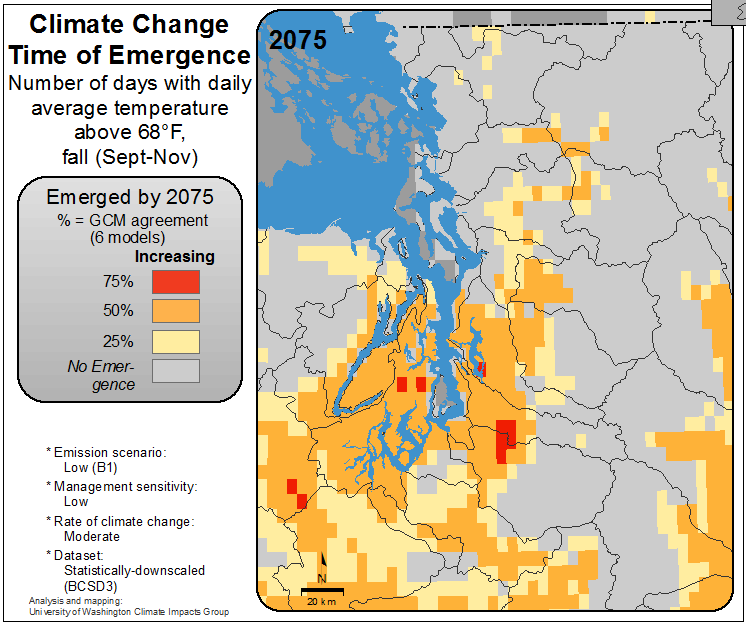 Climate Change
Time of Emergence
Number of days with daily
average temperature
above 68°F,
fall (Sept-Nov)
Emerged by 2075
% = GCM agreement
(6 models)
Increasing
75%
50%
25%
No Emer-
gence
* Emission scenario:
Low (B1)
* Management sensitivity:
Low
* Rate of climate change:
Moderate
* Dataset:
Statistically-downscaled
(BCSD3)
Analysis and mapping:
University of Washington Climate Impacts Group
2075
N
20 km